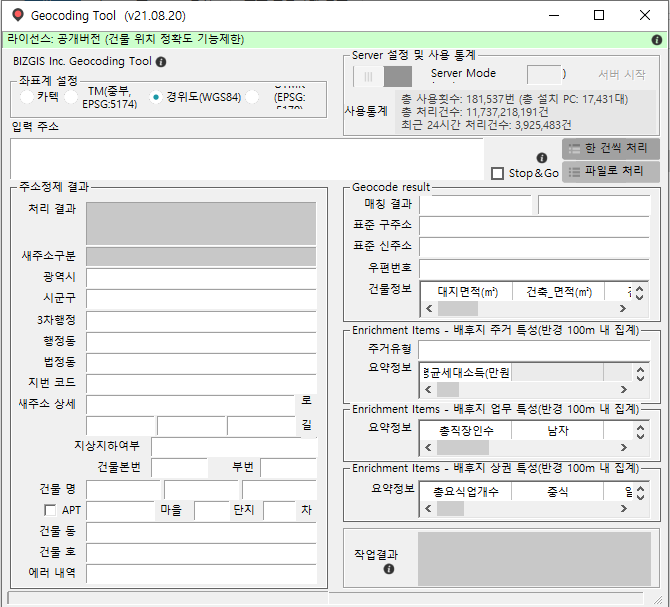 Geocoding Tool (v21.08.20)
라이선스: 공개버전 (건물 위치 정확도 기능제한)
BIZGIS Inc. Geocoding Tool
좌표계 설정
카텍
TM(중부, EPSG:5174)
경위도(WGS84)
(EPSG:
Server 설정 및 사용 통계
Server Mode
)
서버 시작
사용통계
총 사용횟수: 181,537번 (총 설치 PC: 17,431대)
총 처리건수: 11,737,218,191건
최근 24시간 처리건수: 3,925,483건
입력 주소
한 건씩 처리
Stop&Go
파일로 처리
주소정제 결과
처리 결과
새주소구분
광역시
시군구
3차행정
행정동
법정동
지번 코드
새주소 상세
로
길
지상지하여부
건물본번
부번
건물 명
APT
마을
단지
차
건물 동
건물 호
에러 내역
Geocode result
매칭 결과
표준 구주소
표준 신주소
우편번호
건물정보
대지면적(㎡)
건축_면적(㎡)
Enrichment Items - 배후지 주거 특성(반경 100m 내 집계)
주거유형
요약정보
평균세대소득(만원
Enrichment Items - 배후지 업무 특성(반경 100m 내 집계)
요약정보
총직장인수
남자
Enrichment Items - 배후지 상권 특성(반경 100m 내 집계)
요약정보
총요식업개수
중식
작업결과